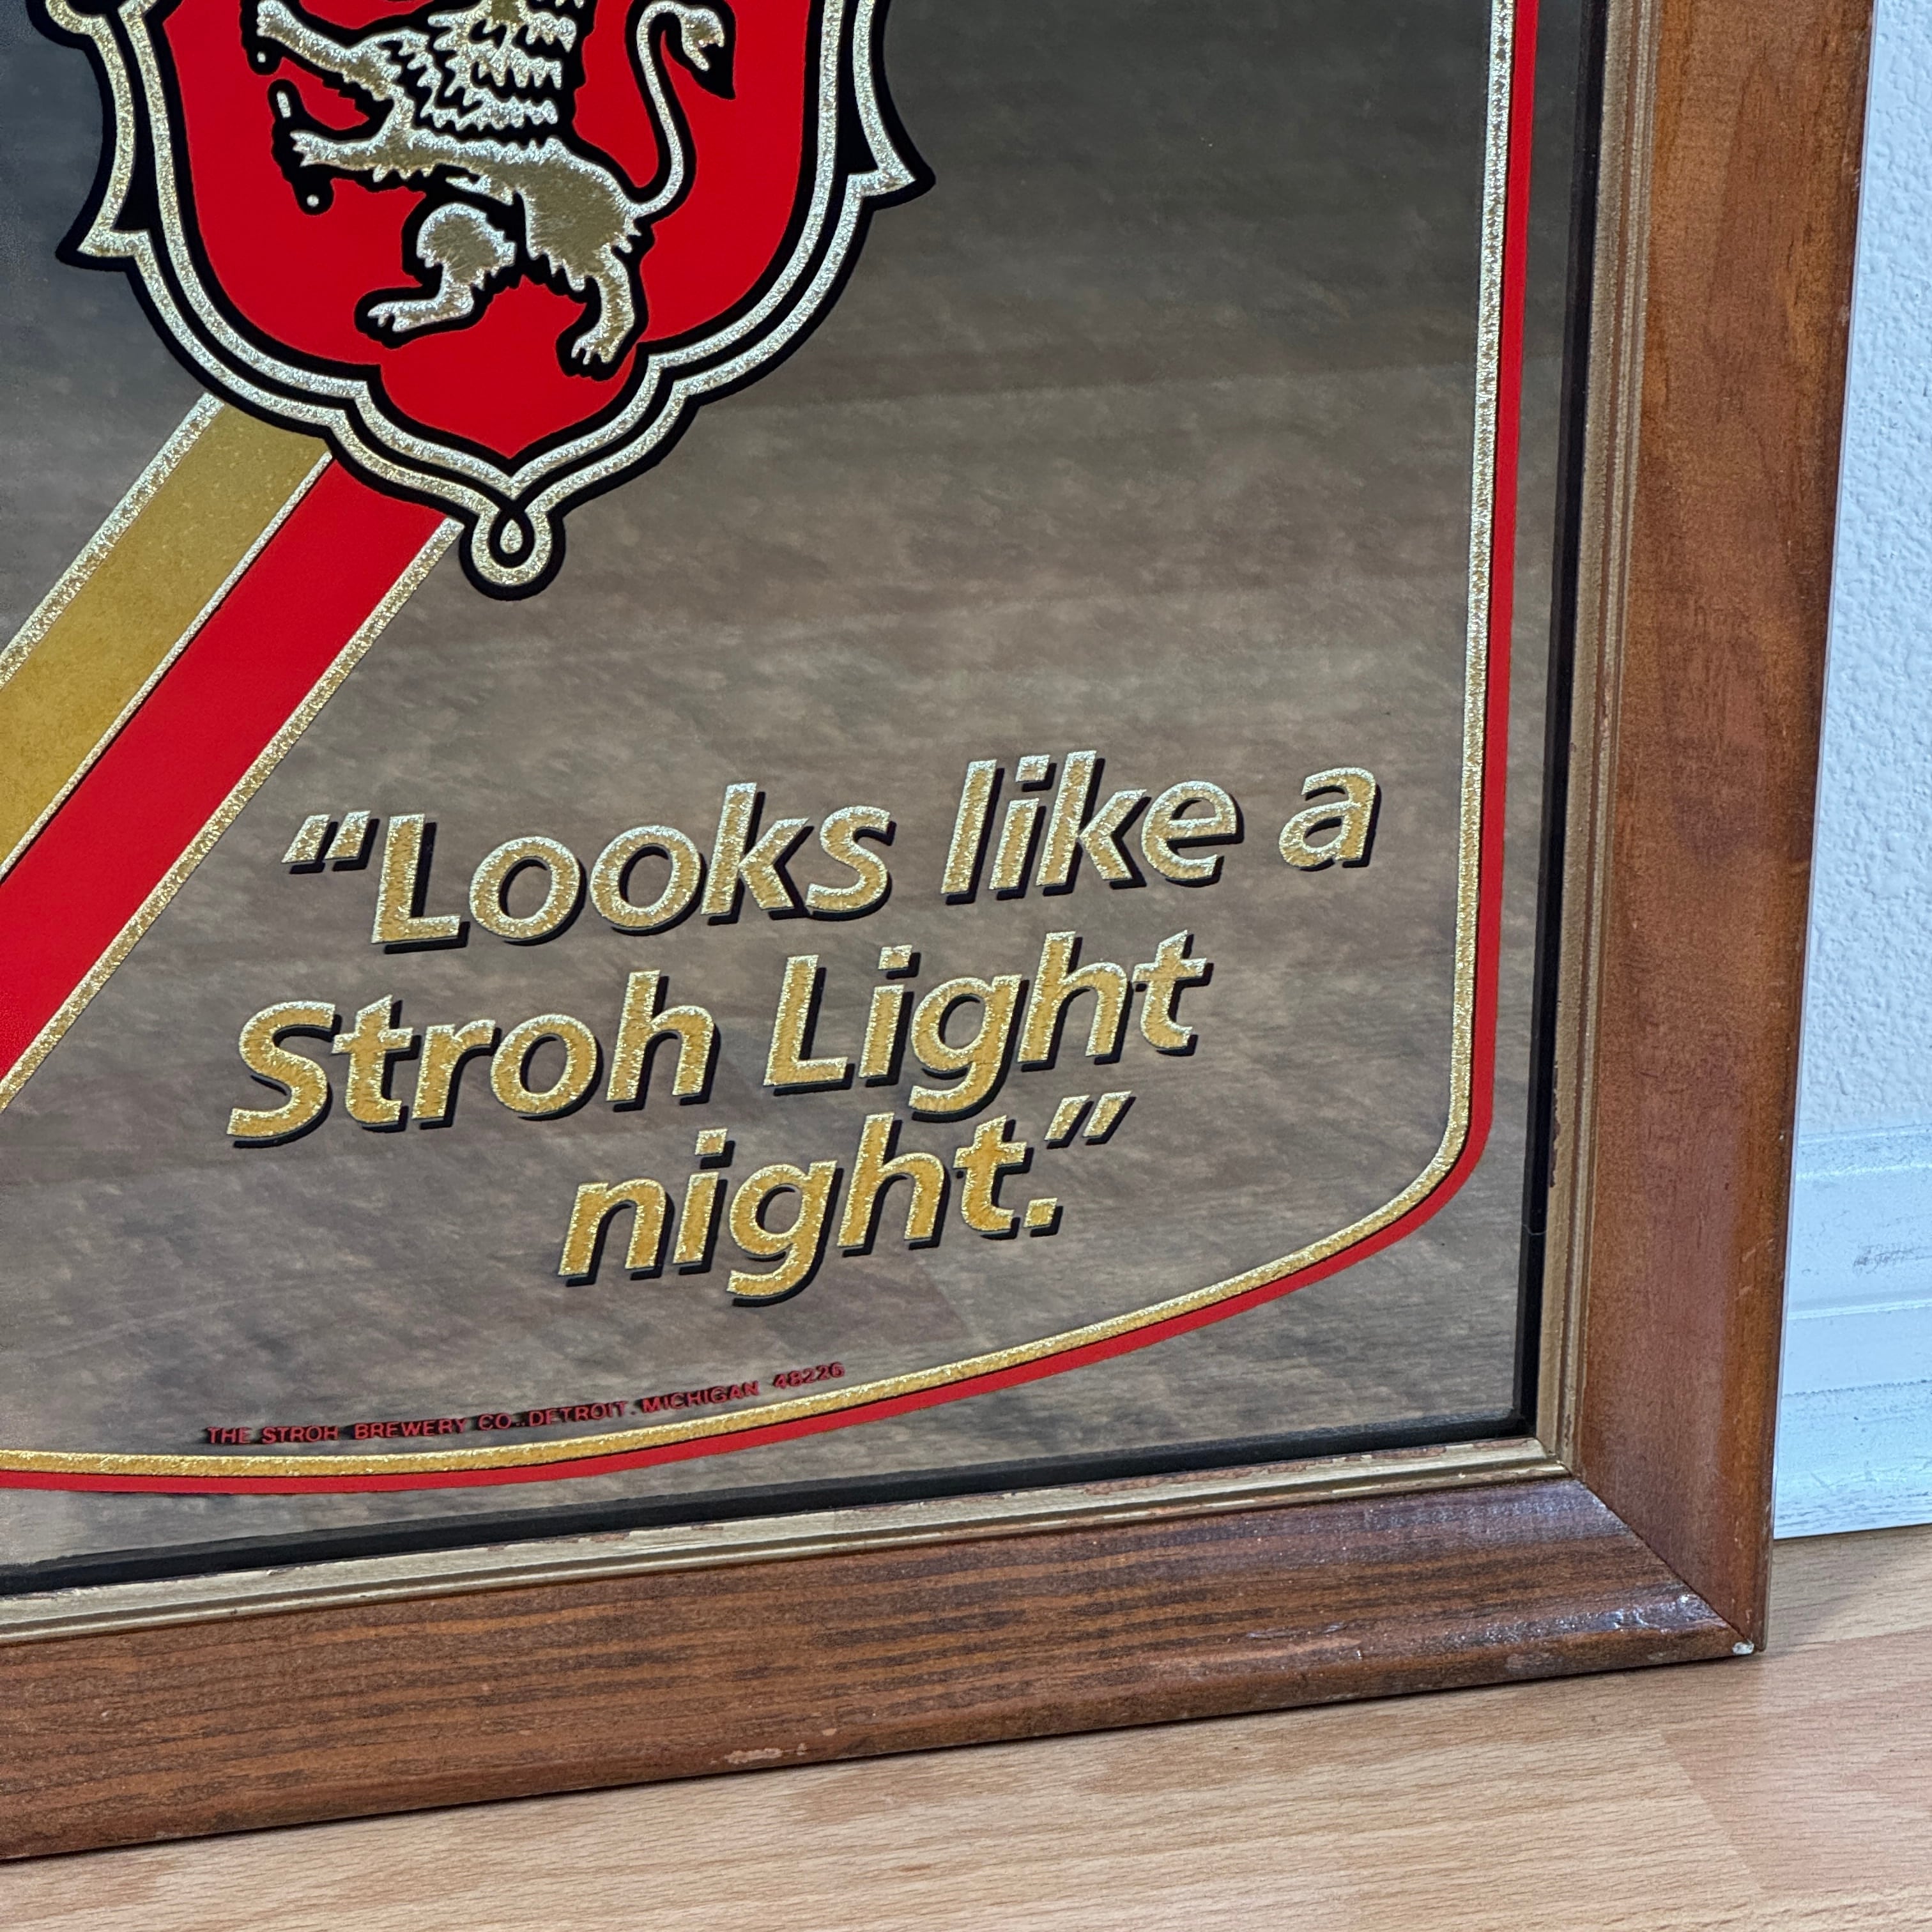 “Looks like a
Stroh Light
night.”
THE STROH BREWERY CO., DETROIT, MICHIGAN 48226